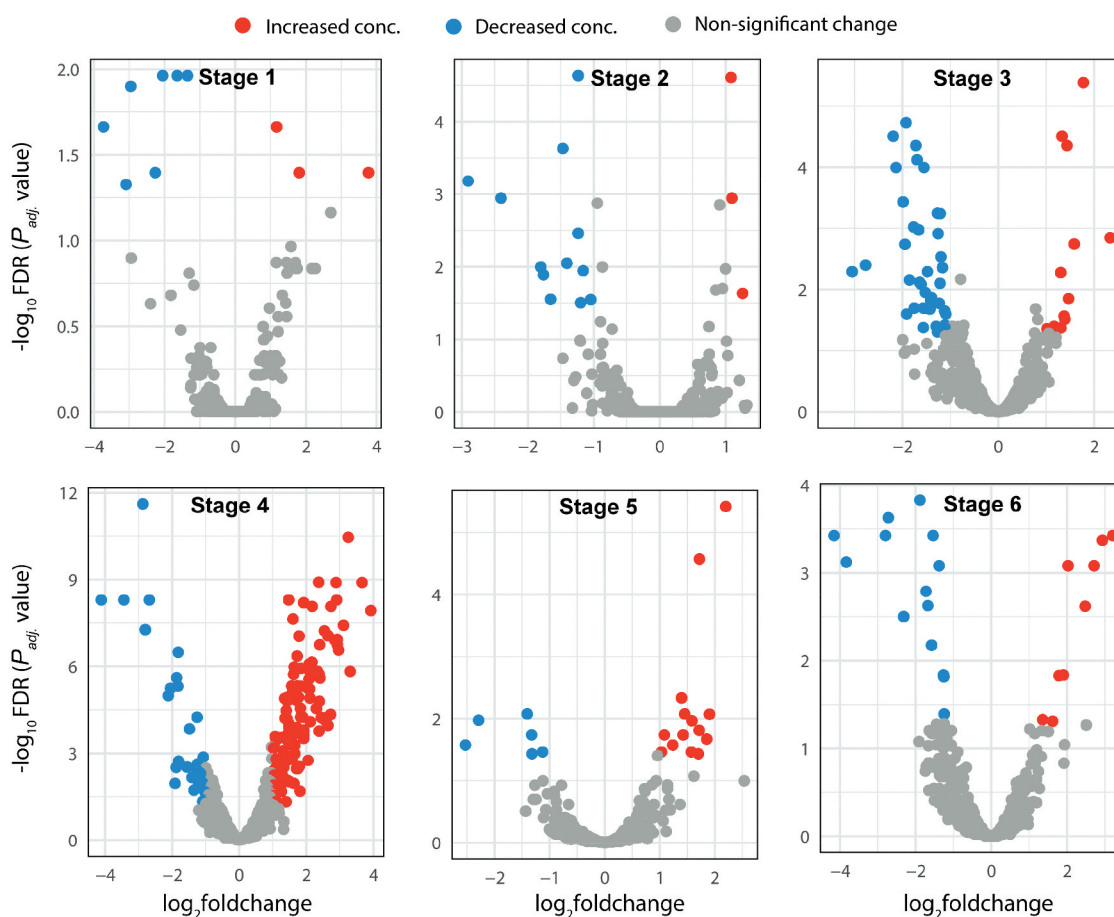 Increased conc. Decreased conc. Non-significant change
Stage 1 Stage 2 Stage 3
-log10 FDR (Padj. value)
2.0
1.5
1.0
0.5
0.0
−4 −2 0 2 4
4
3
2
1
0
−3 −2 −1 0 1
4
2
0
−2 0 2
Stage 4 Stage 5 Stage 6
-log10 FDR (Padj. value)
12
9
6
3
0
−4 −2 0 2 4
4
2
0
−2 −1 0 1 2
4
3
2
1
0
−4 −2 0 2
log2foldchange log2foldchange log2foldchange